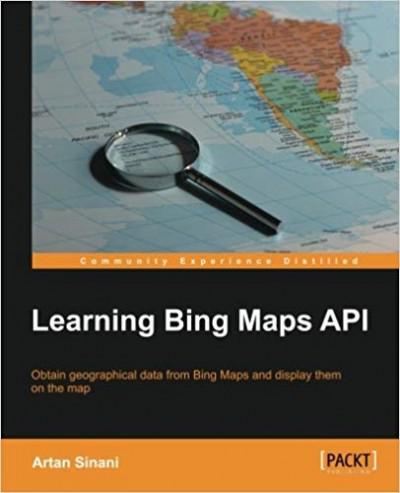 Community Experience Distilled
Learning Bing Maps API
Obtain geographical data from Bing Maps and display them
on the map
Artan Sinani
[PACKT]
PUBLISHING